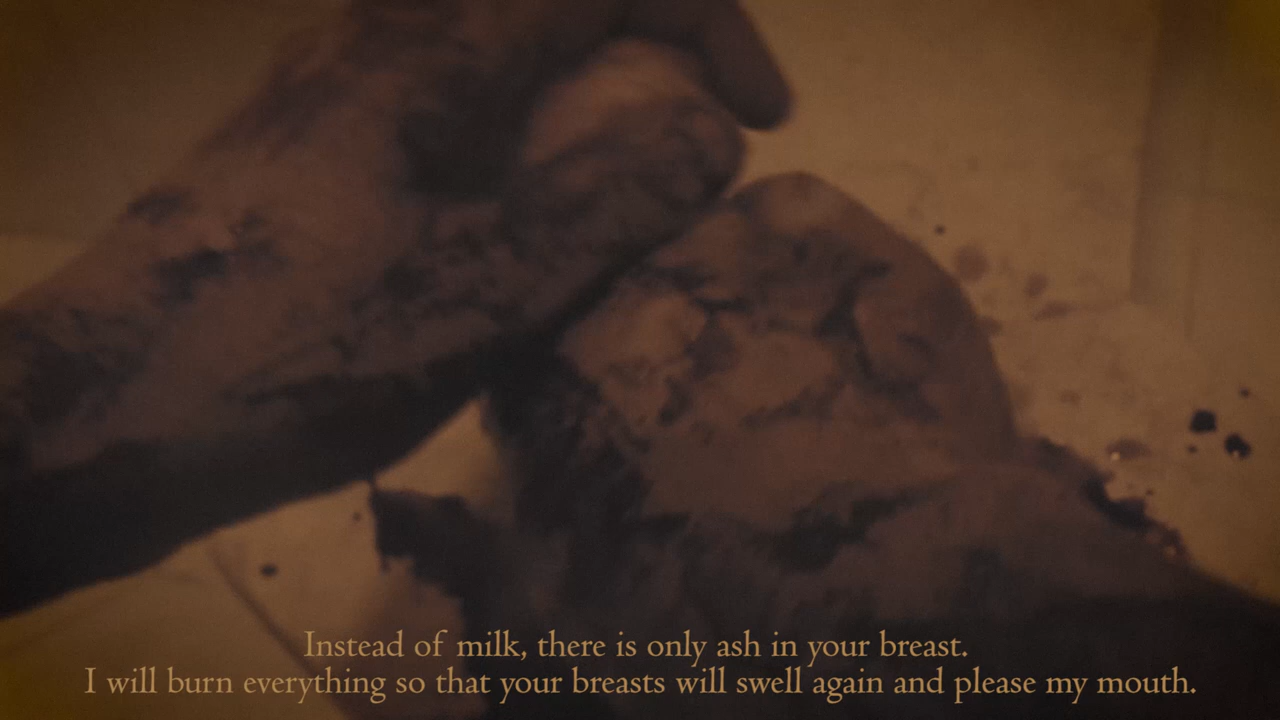 Instead of milk, there is only ash in your breast.
I will burn everything so that your breasts will swell again and please my mouth.